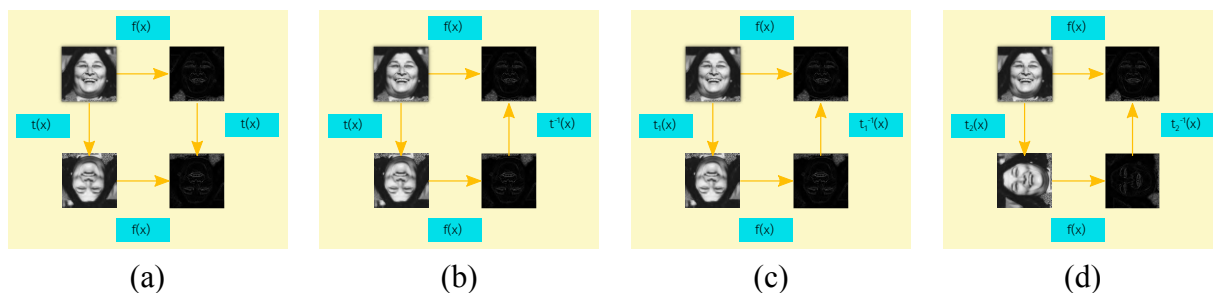 f(x)
t(x) t(x)
f(x)
(a)
f(x)
t(x) t⁻¹(x)
f(x)
(b)
f(x)
t₁(x) t₁⁻¹(x)
f(x)
(c)
f(x)
t₂(x) t₂⁻¹(x)
f(x)
(d)